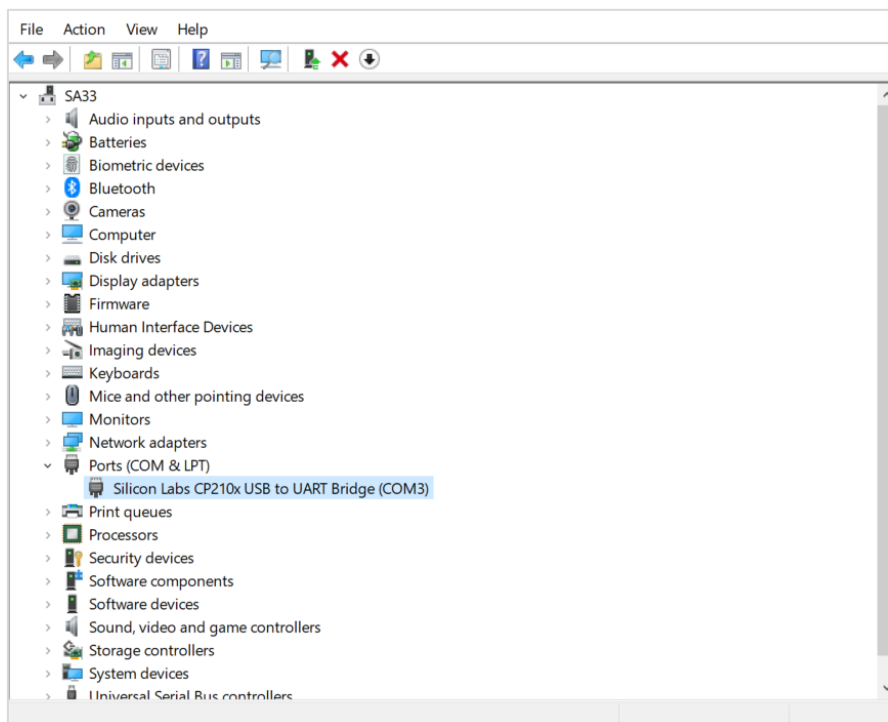 File Action View Help
SA33
Audio inputs and outputs
Batteries
Biometric devices
Bluetooth
Cameras
Computer
Disk drives
Display adapters
Firmware
Human Interface Devices
Imaging devices
Keyboards
Mice and other pointing devices
Monitors
Network adapters
Ports (COM & LPT)
Silicon Labs CP210x USB to UART Bridge (COM3)
Print queues
Processors
Security devices
Software components
Software devices
Sound, video and game controllers
Storage controllers
System devices
Universal Serial Bus controllers